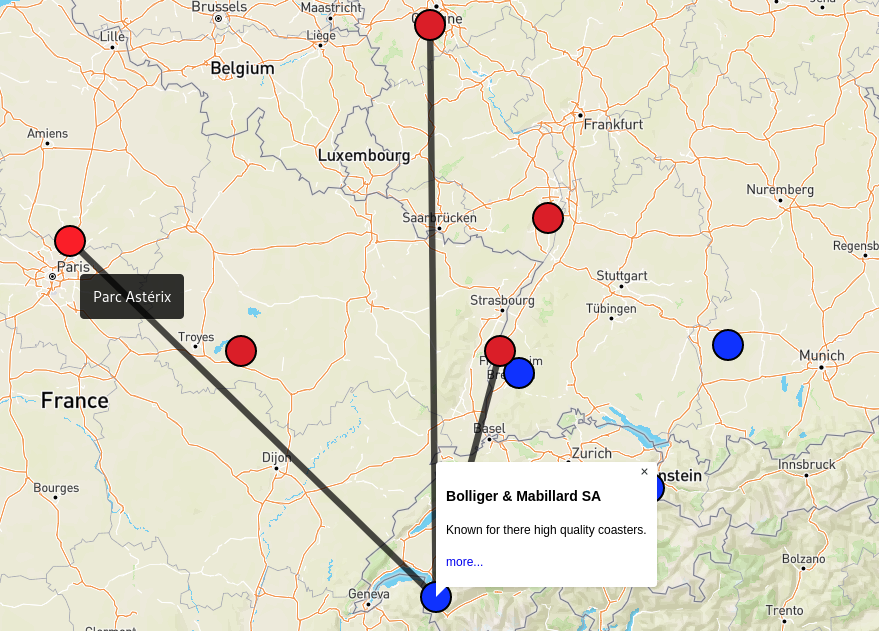 Brussels
Maastricht
Lille
Liège
Belgium
Amiens
Frankfurt
Luxembourg
Nuremberg
Saarbrücken
Regensb
Paris
Parc Astérix
Stuttgart
Strasbourg
Tübingen
Troyes
Munich
France
Basel
Dijon
Zurich
Innsbruck
nstein
×
Bourges
Bolliger & Mabillard SA
Known for there high quality coasters.
more...
Bolzano
Geneva
Trento